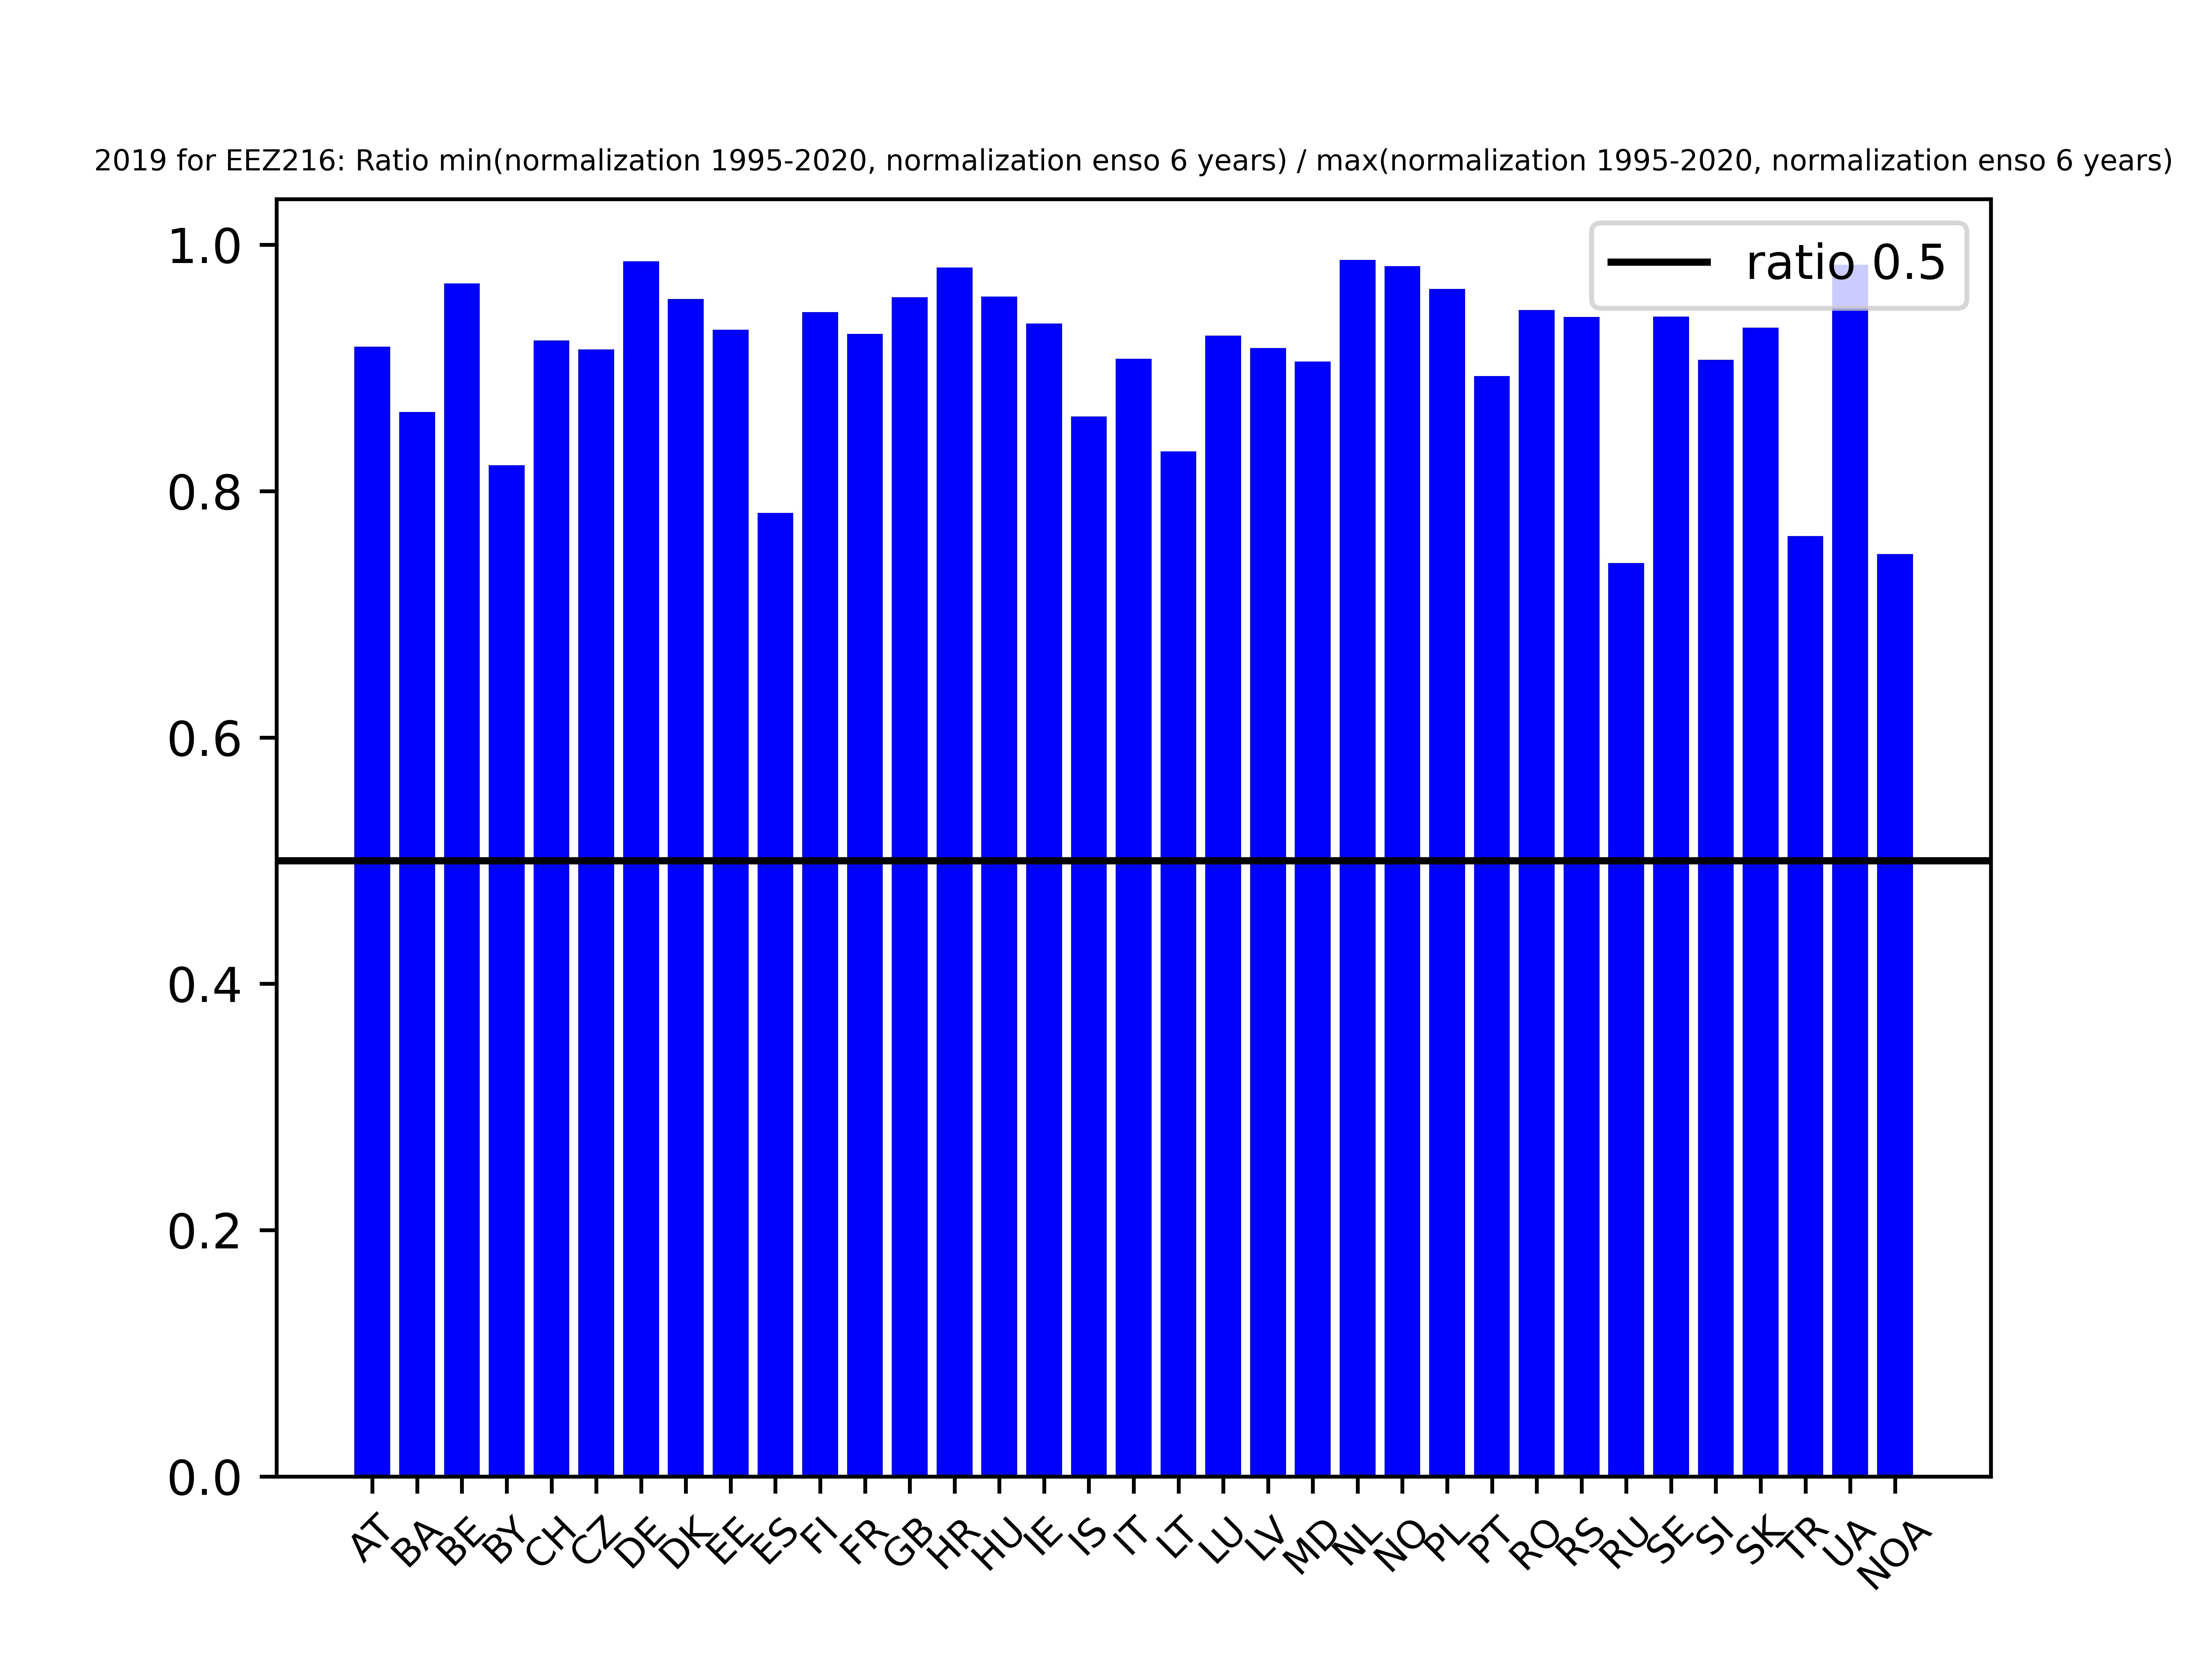 2019 for EEZ216: Ratio min(normalization 1995-2020, normalization enso 6 years) / max(normalization 1995-2020, normalization enso 6 years)
ratio 0.5
1.0
0.8
0.6
0.4
0.2
0.0
AT BA BE BY CH CZ DE DK EE ES FI FR GB HR HU IE IS IT LT LU LV MD NL NO PL PT RO RS RU SE SI SK TR UA NOA